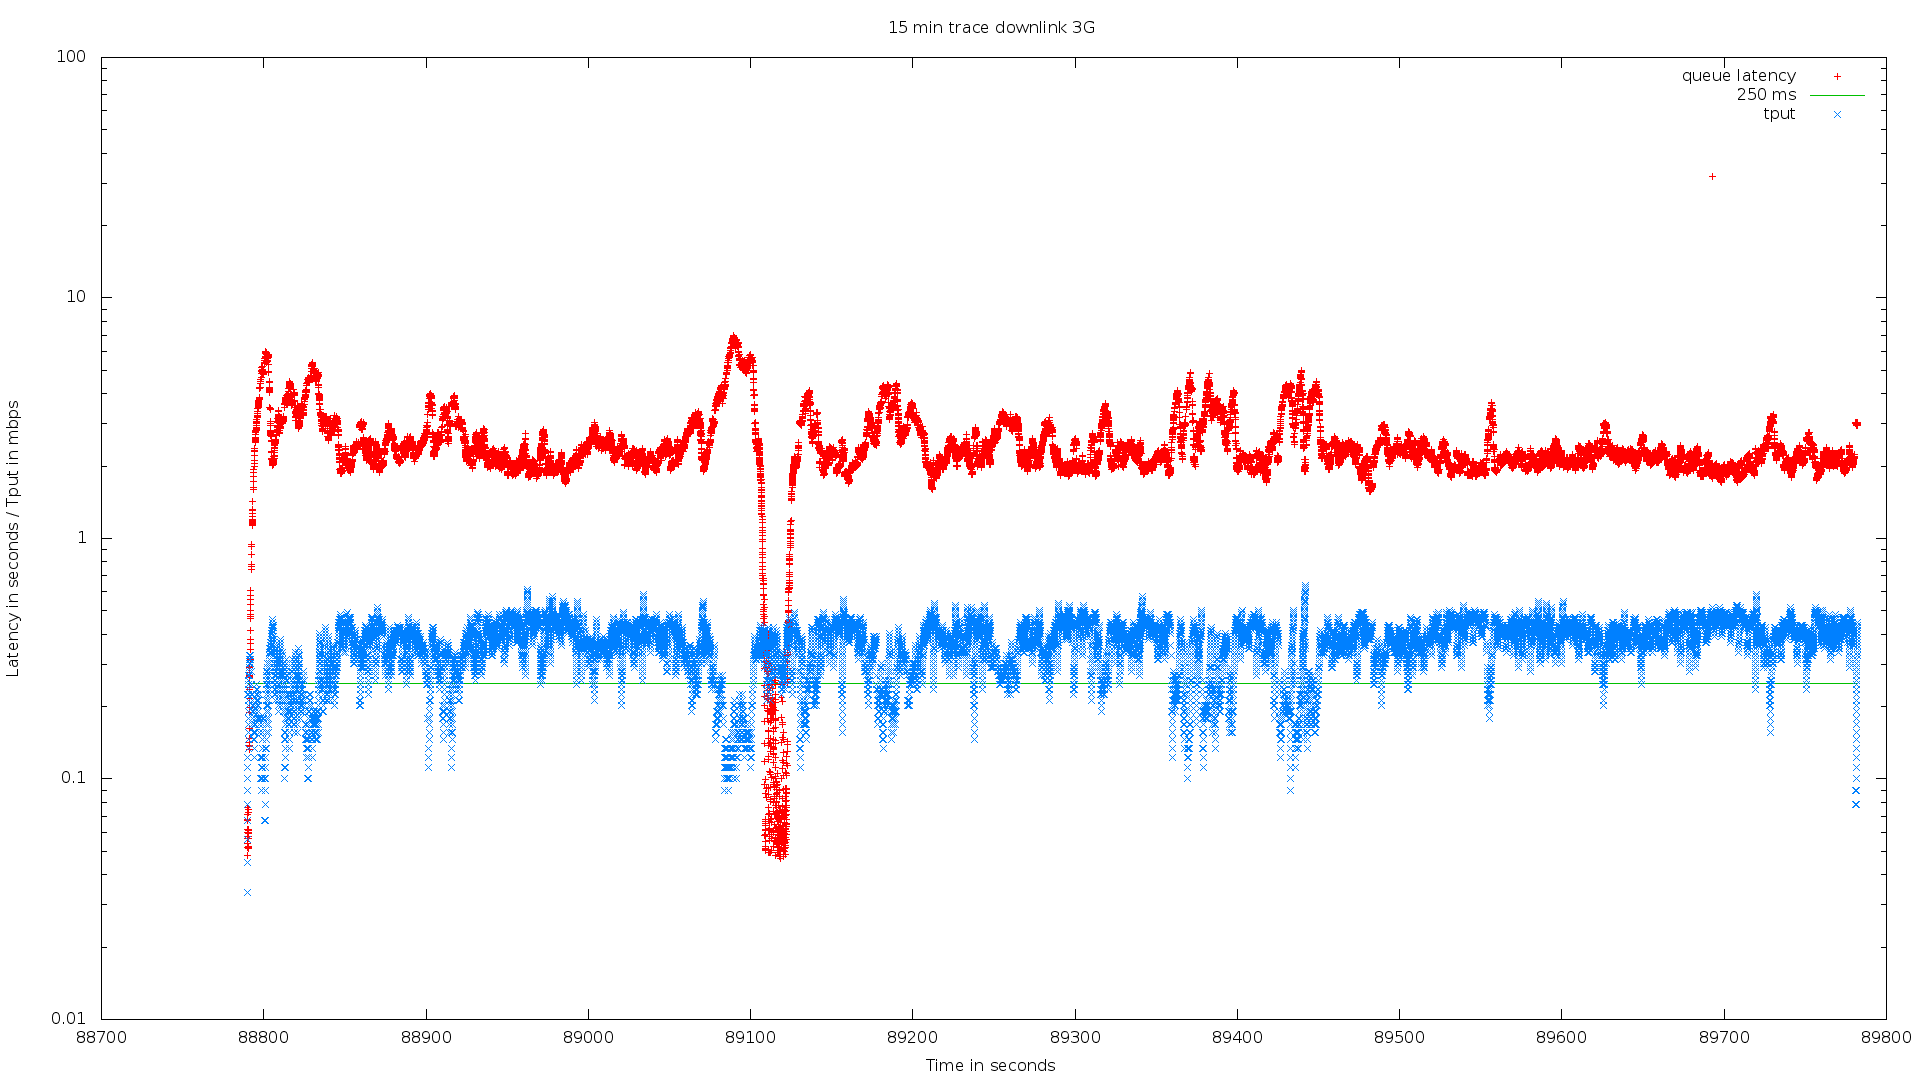 15 min trace downlink 3G
queue latency
250 ms
tput
Latency in seconds / Tput in mbps
100
10
1
0.1
0.01
88700 88800 88900 89000 89100 89200 89300 89400 89500 89600 89700 89800
Time in seconds